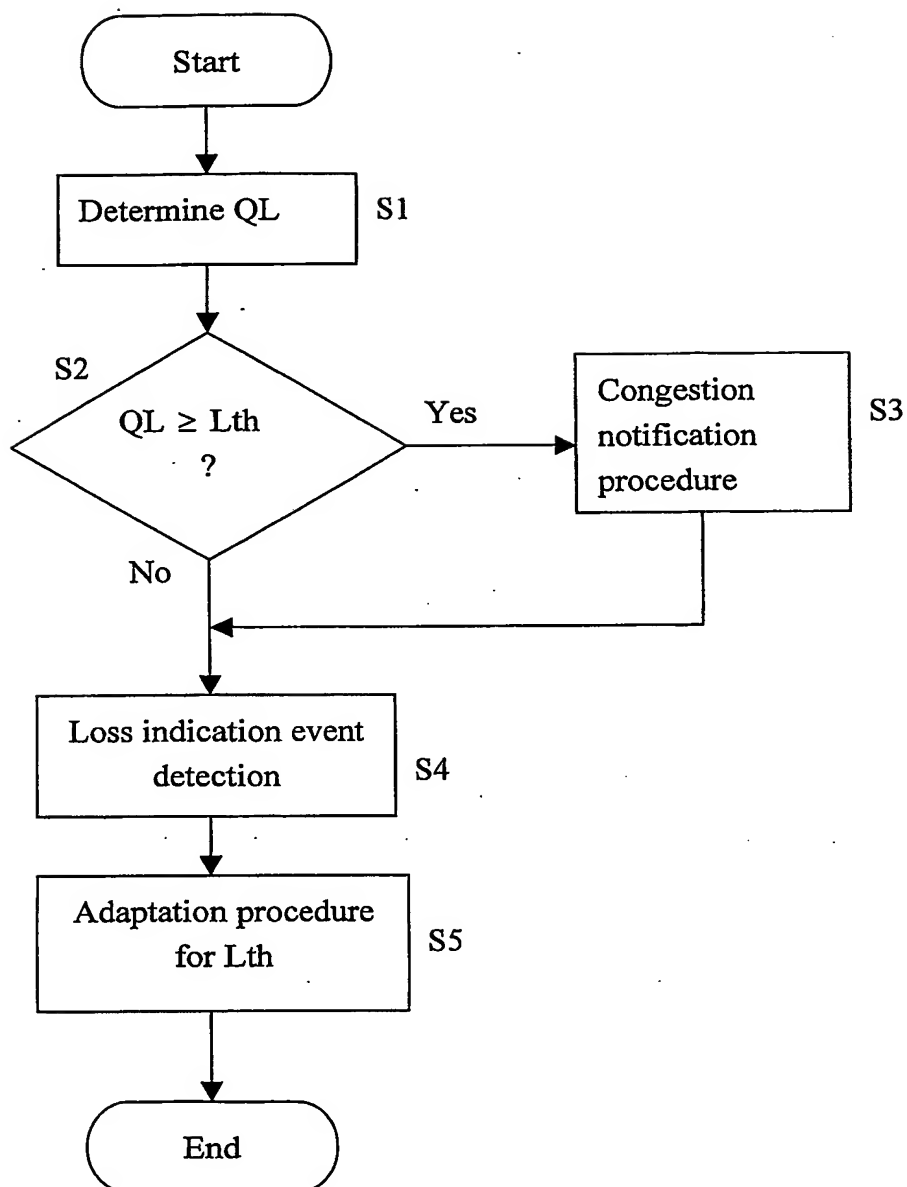 Start
Determine QL
S1
S2
QL ≥ Lth
?
Yes
Congestion
notification
procedure
S3
No
Loss indication event
detection
S4
Adaptation procedure
for Lth
S5
End